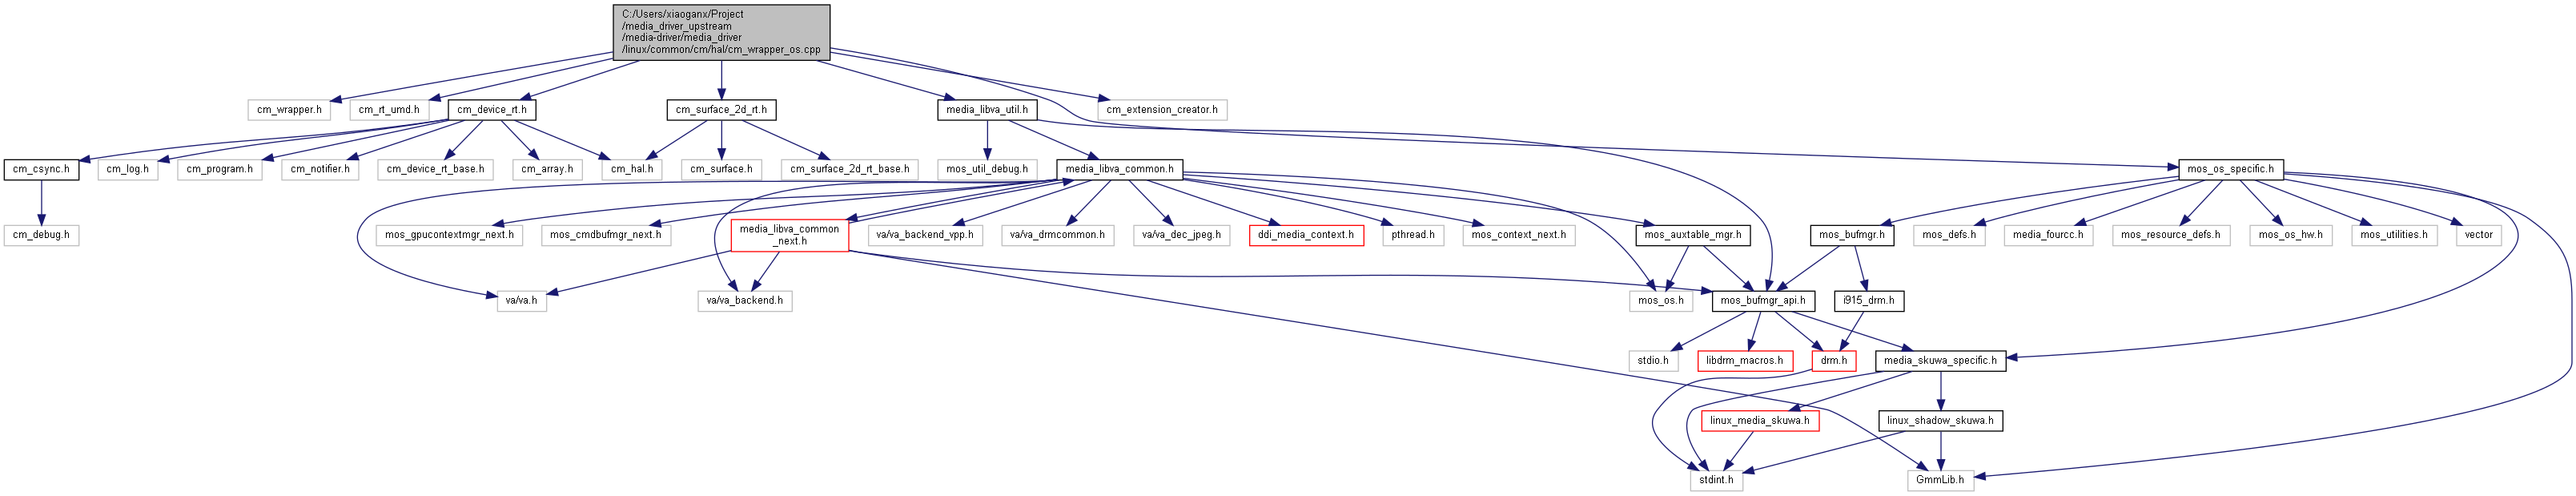 C:/Users/xiaoganx/Project
/media_driver_upstream
/media-driver/media_driver
/linux/common/cm/hal/cm_wrapper_os.cpp
cm_wrapper.h
cm_rt_umd.h
cm_device_rt.h
cm_surface_2d_rt.h
media_libva_util.h
cm_extension_creator.h
cm_csync.h
cm_log.h
cm_program.h
cm_notifier.h
cm_device_rt_base.h
cm_array.h
cm_hal.h
cm_surface.h
cm_surface_2d_rt_base.h
mos_util_debug.h
media_libva_common.h
mos_os_specific.h
cm_debug.h
mos_gpucontextmgr_next.h
mos_cmdbufmgr_next.h
media_libva_common
_next.h
va/va_backend_vpp.h
va/va_drmcommon.h
va/va_dec_jpeg.h
ddi_media_context.h
pthread.h
mos_context_next.h
mos_auxtable_mgr.h
mos_bufmgr.h
mos_defs.h
media_fourcc.h
mos_resource_defs.h
mos_os_hw.h
mos_utilities.h
vector
va/va.h
va/va_backend.h
mos_os.h
mos_bufmgr_api.h
i915_drm.h
stdio.h
libdrm_macros.h
drm.h
media_skuwa_specific.h
linux_media_skuwa.h
linux_shadow_skuwa.h
stdint.h
GmmLib.h